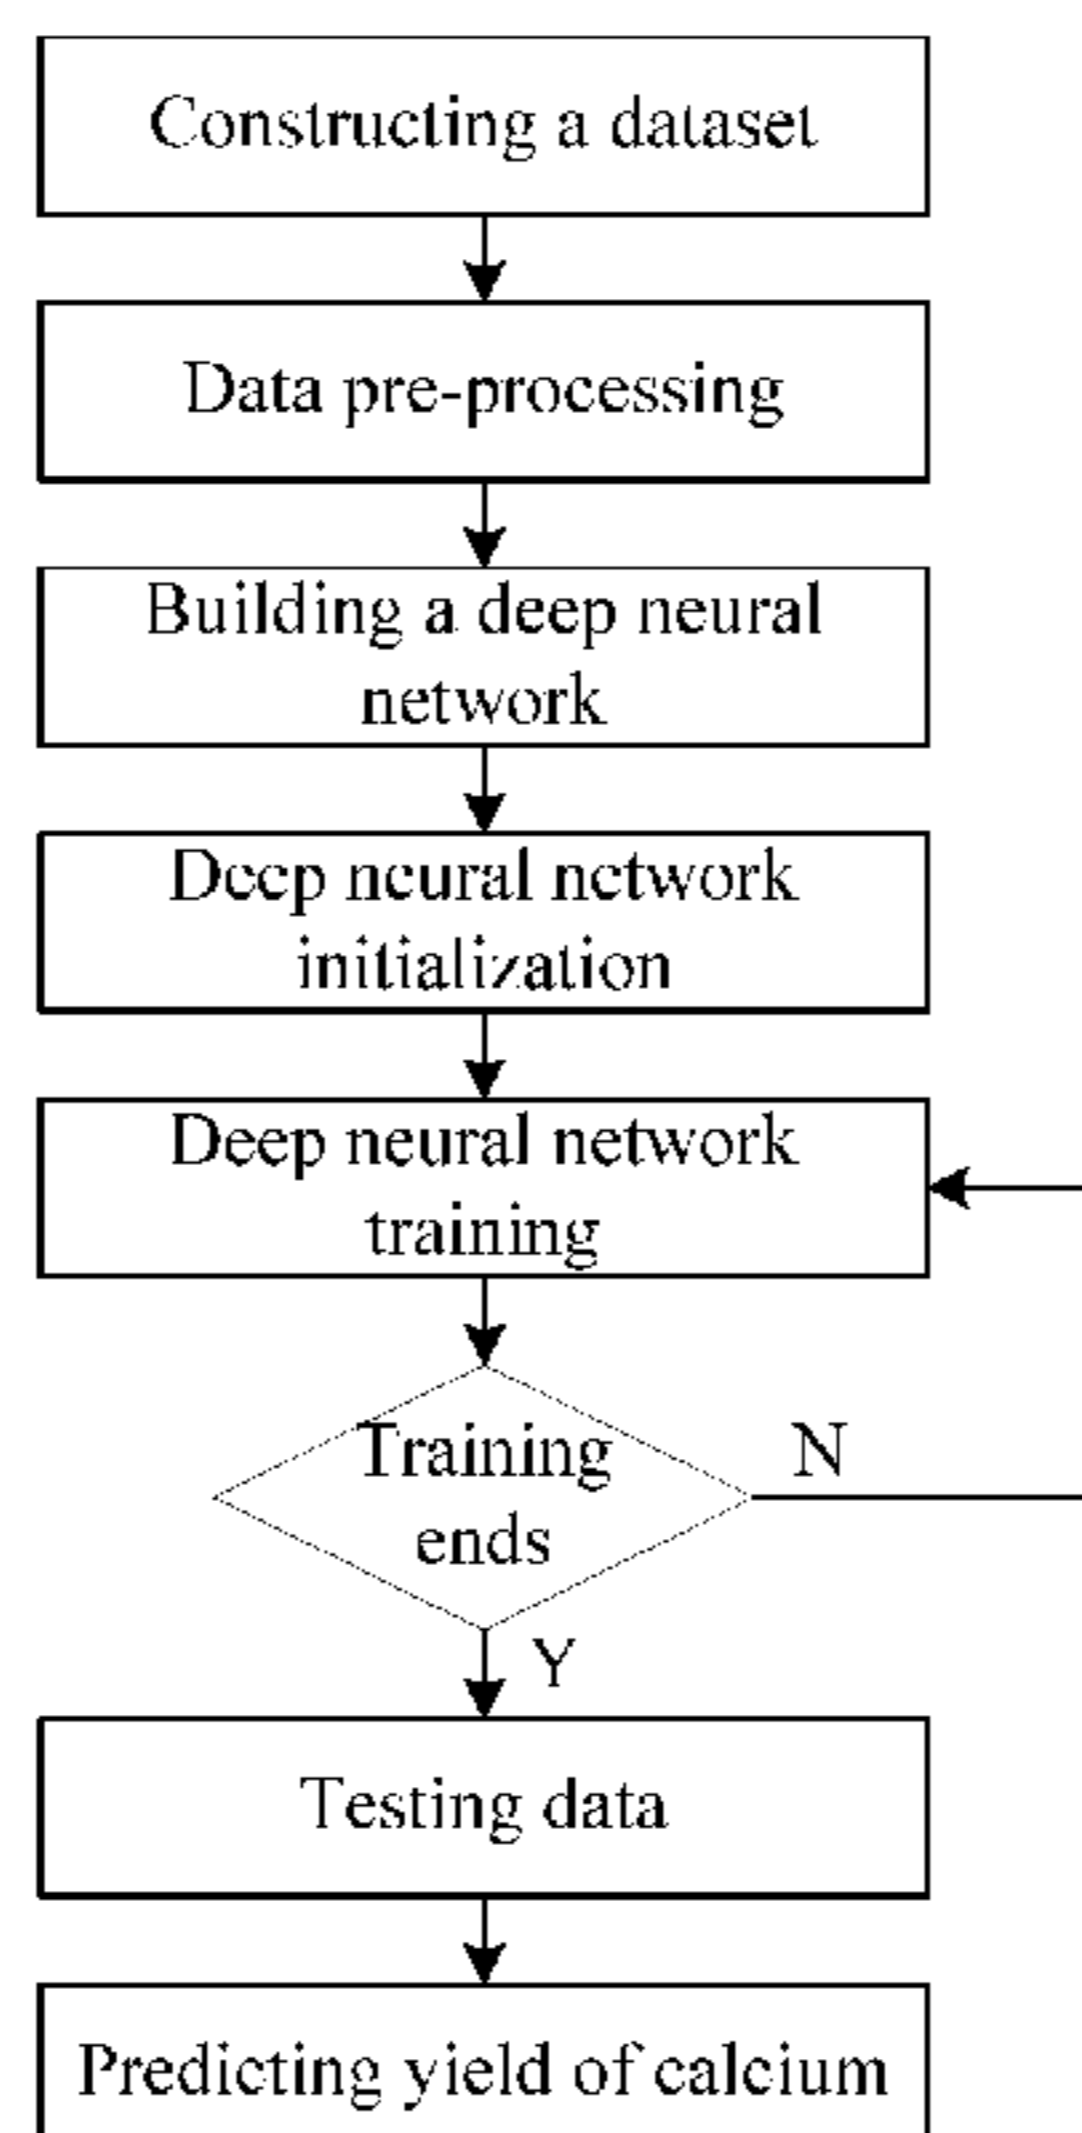 Constructing a dataset
Data pre-processing
Building a deep neural
network
Deep neural network
initialization
Deep neural network
training
Training
ends
N
Y
Testing data
Predicting yield of calcium